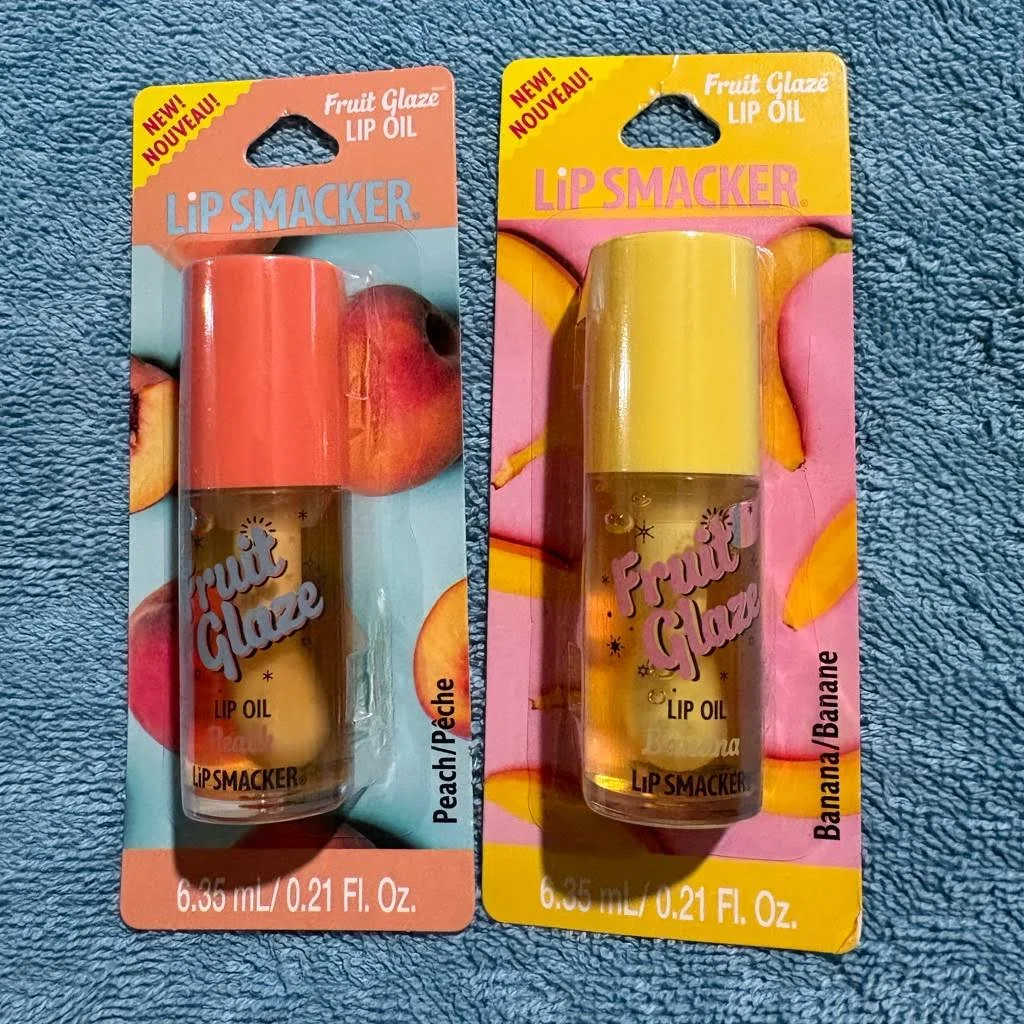 NEW!
NOUVEAU!
Fruit Glaze
LIP OIL
LiP SMACKER®
Fruit
Glaze
LIP OIL
Peach
LiP SMACKER
Peach/Pêche
6.35 mL/0.21 Fl. Oz.
NEW!
NOUVEAU!
Fruit Glaze
LIP OIL
LiP SMACKER®
Fruit
Glaze
LIP OIL
Banana
LiP SMACKER®
Banana/Banane
6.35 mL/0.21 Fl. Oz.